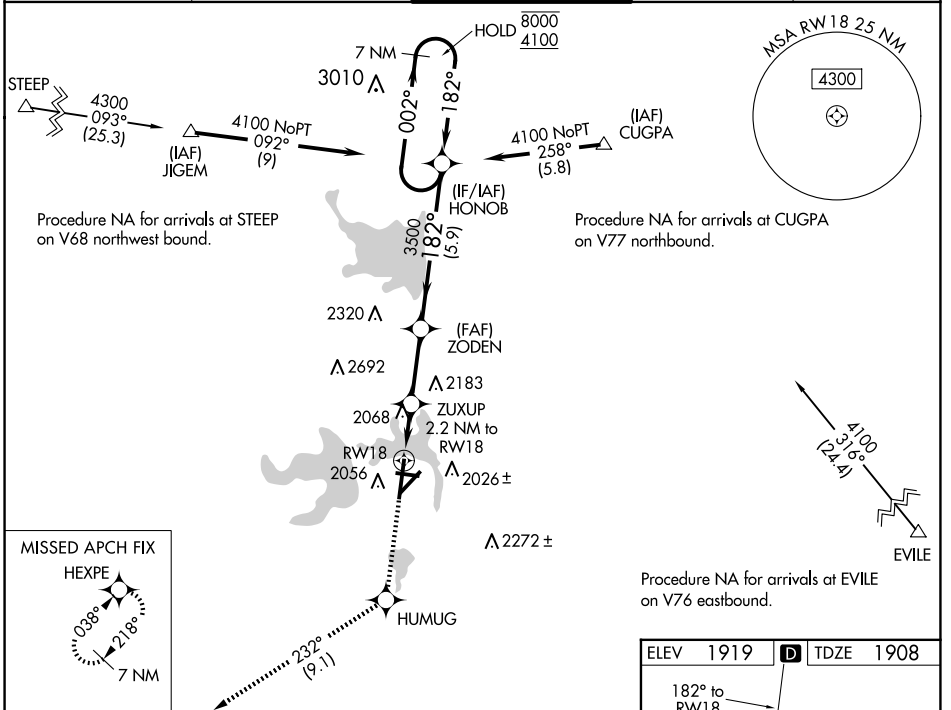 HOLD 8000
4100
7 NM
3010
002°
182°
MSA RW18 25 NM
4300
STEEP
4300
093°
(25.3)
(IAF)
JIGEM
4100 NoPT
092°
(9)
4100 NoPT
258°
(5.8)
(IAF)
CUGPA
(IF/IAF)
HONOB
Procedure NA for arrivals at STEEP
on V68 northwest bound.
Procedure NA for arrivals at CUGPA
on V77 northbound.
3500
182°
(5.9)
2320
(FAF)
ZODEN
2692
2183
2068
ZUXUP
2.2 NM to
RW18
RW18
2056
2026±
2272±
4100
316°
(24.4)
EVILE
Procedure NA for arrivals at EVILE
on V76 eastbound.
HUMUG
232°
(9.1)
MISSED APCH FIX
HEXPE
038°
218°
7 NM
ELEV 1919 D TDZE 1908
182° to
RW18